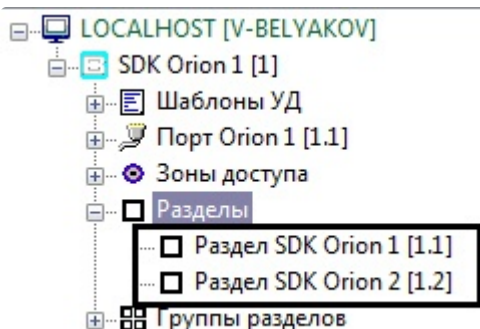 LOCALHOST [V-BELYAKOV]
SDK Orion 1 [1]
Шаблоны УД
Порт Orion 1 [1.1]
Зоны доступа
Разделы
Раздел SDK Orion 1 [1.1]
Раздел SDK Orion 2 [1.2]
Группы разделов